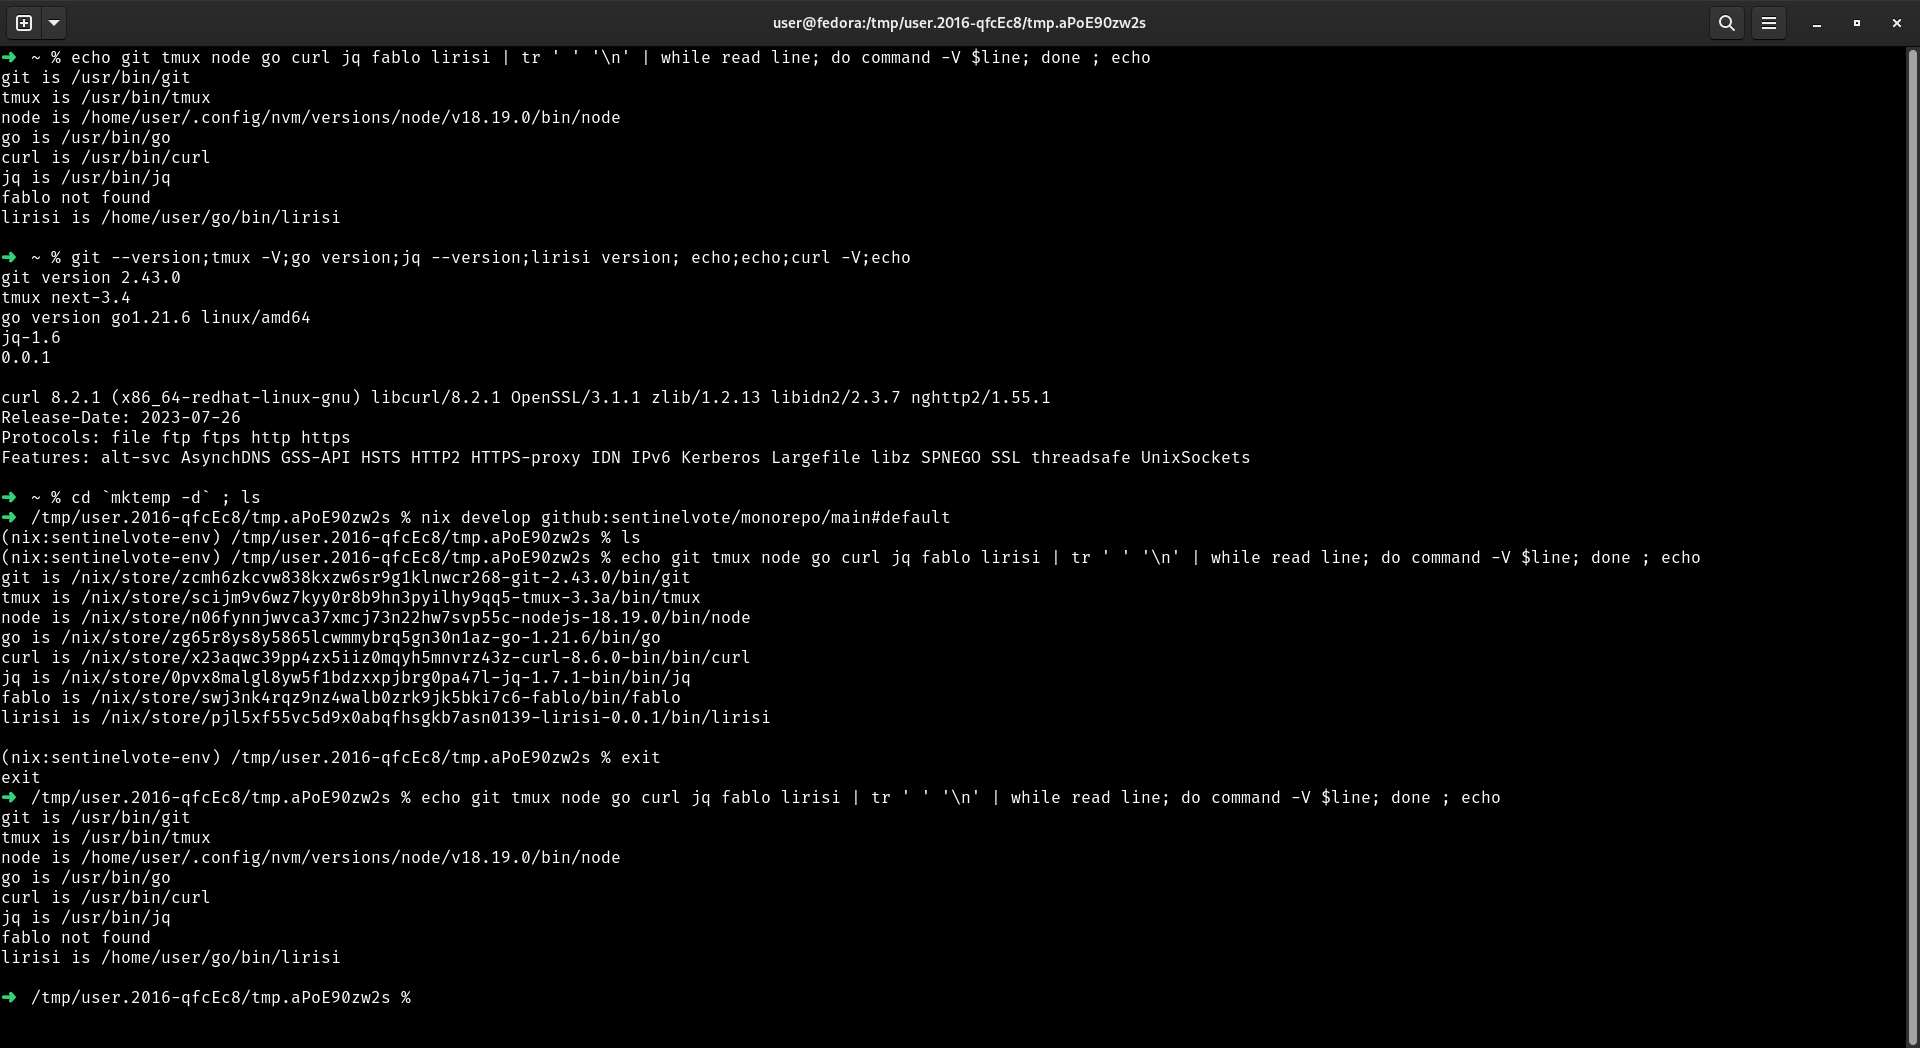 user@fedora:/tmp/user.2016-qfcEc8/tmp.aPoE90zw2s
➜ ~ % echo git tmux node go curl jq fablo lirisi | tr ' ' '\n' | while read line; do command -V $line; done ; echo
git is /usr/bin/git
tmux is /usr/bin/tmux
node is /home/user/.config/nvm/versions/node/v18.19.0/bin/node
go is /usr/bin/go
curl is /usr/bin/curl
jq is /usr/bin/jq
fablo not found
lirisi is /home/user/go/bin/lirisi
➜ ~ % git --version;tmux -V;go version;jq --version;lirisi version; echo;echo;curl -V;echo
git version 2.43.0
tmux next-3.4
go version go1.21.6 linux/amd64
jq-1.6
0.0.1
curl 8.2.1 (x86_64-redhat-linux-gnu) libcurl/8.2.1 OpenSSL/3.1.1 zlib/1.2.13 libidn2/2.3.7 nghttp2/1.55.1
Release-Date: 2023-07-26
Protocols: file ftp ftps http https
Features: alt-svc AsynchDNS GSS-API HSTS HTTP2 HTTPS-proxy IDN IPv6 Kerberos Largefile libz SPNEGO SSL threadsafe UnixSockets
➜ ~ % cd `mktemp -d` ; ls
➜ /tmp/user.2016-qfcEc8/tmp.aPoE90zw2s % nix develop github:sentinelvote/monorepo/main#default
(nix:sentinelvote-env) /tmp/user.2016-qfcEc8/tmp.aPoE90zw2s % ls
(nix:sentinelvote-env) /tmp/user.2016-qfcEc8/tmp.aPoE90zw2s % echo git tmux node go curl jq fablo lirisi | tr ' ' '\n' | while read line; do command -V $line; done ; echo
git is /nix/store/zcmh6zkcvw838kxzw6sr9g1klnwcr268-git-2.43.0/bin/git
tmux is /nix/store/scijm9v6wz7kyy0r8b9hn3pyilhy9qq5-tmux-3.3a/bin/tmux
node is /nix/store/n06fynnjwvca37xmcj73n22hw7svp55c-nodejs-18.19.0/bin/node
go is /nix/store/zg65r8ys8y5865lcwmmybrq5gn30n1az-go-1.21.6/bin/go
curl is /nix/store/x23aqwc39pp4zx5iiz0mqyh5mnvrz43z-curl-8.6.0-bin/bin/curl
jq is /nix/store/0pvx8malgl8yw5f1bdzxxpjbrg0pa47l-jq-1.7.1-bin/bin/jq
fablo is /nix/store/swj3nk4rqz9nz4walb0zrk9jk5bki7c6-fablo/bin/fablo
lirisi is /nix/store/pjl5xf55vc5d9x0abqfhsgkb7asn0139-lirisi-0.0.1/bin/lirisi
(nix:sentinelvote-env) /tmp/user.2016-qfcEc8/tmp.aPoE90zw2s % exit
exit
➜ /tmp/user.2016-qfcEc8/tmp.aPoE90zw2s % echo git tmux node go curl jq fablo lirisi | tr ' ' '\n' | while read line; do command -V $line; done ; echo
git is /usr/bin/git
tmux is /usr/bin/tmux
node is /home/user/.config/nvm/versions/node/v18.19.0/bin/node
go is /usr/bin/go
curl is /usr/bin/curl
jq is /usr/bin/jq
fablo not found
lirisi is /home/user/go/bin/lirisi
➜ /tmp/user.2016-qfcEc8/tmp.aPoE90zw2s %